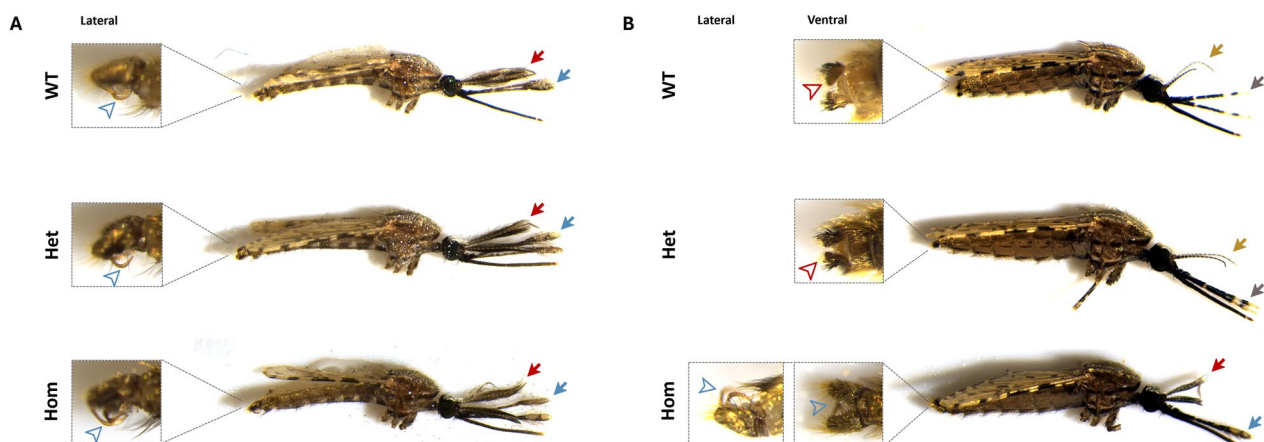 A
Lateral
WT
Het
Hom
B
Lateral
Ventral
WT
Het
Hom